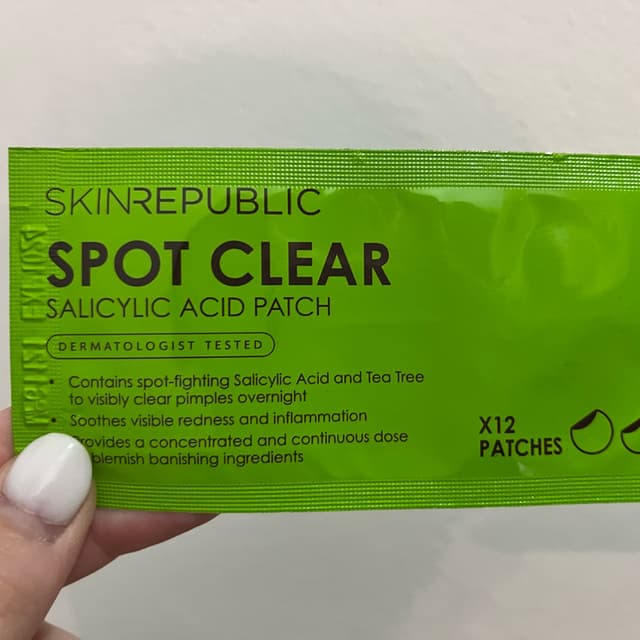 SKINREPUBLIC
SPOT CLEAR
SALICYLIC ACID PATCH
DERMATOLOGIST TESTED
• Contains spot-fighting Salicylic Acid and Tea Tree
to visibly clear pimples overnight
• Soothes visible redness and inflammation
Provides a concentrated and continuous dose
blemish banishing ingredients
X12
PATCHES